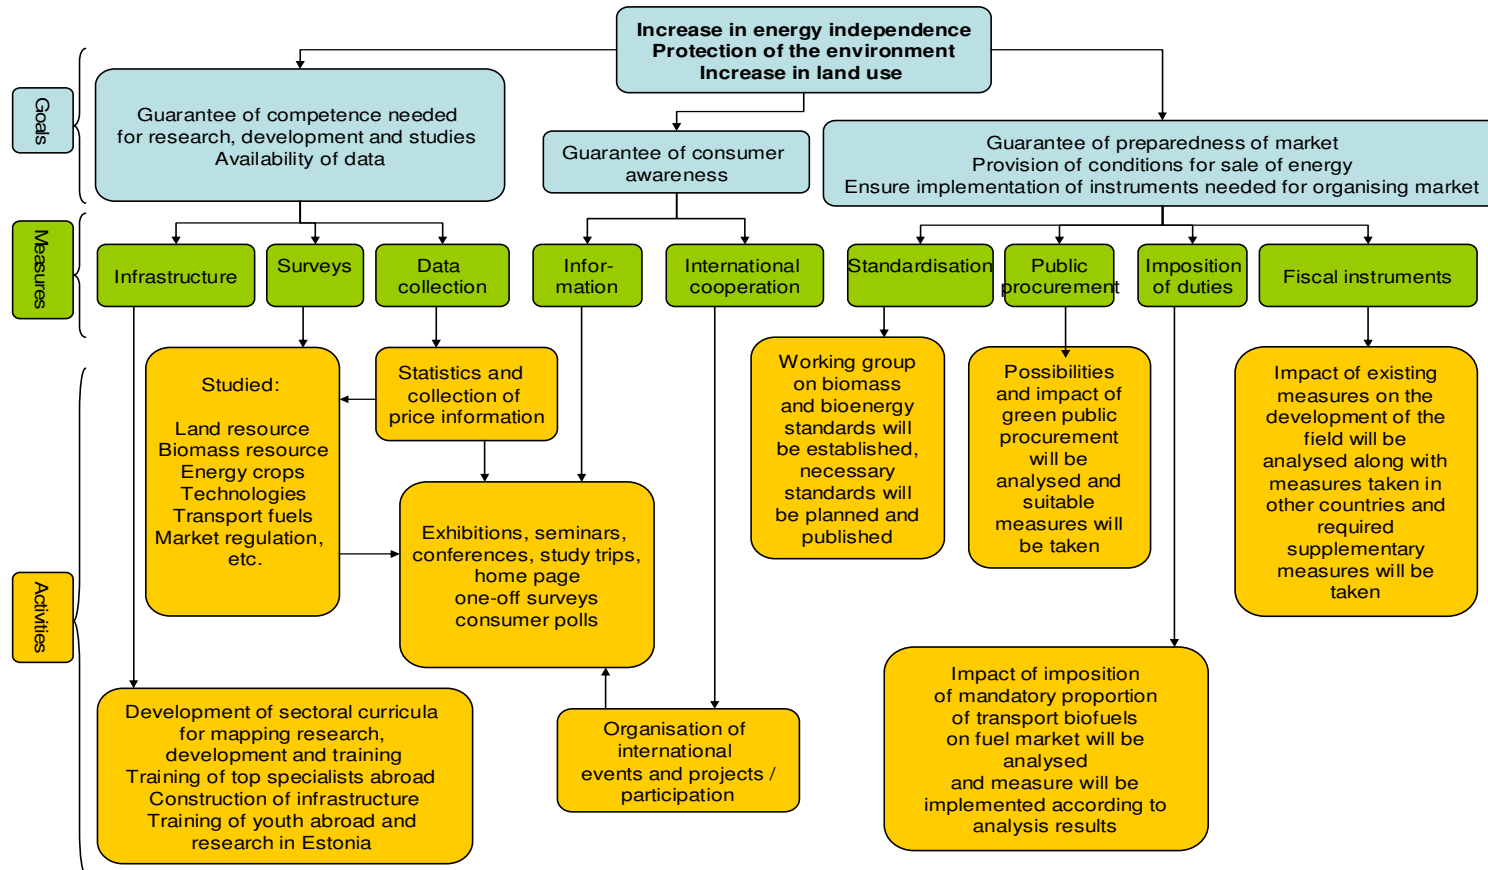 Increase in energy independence
Protection of the environment
Increase in land use
Goals
Guarantee of competence needed
for research, development and studies
Availability of data
Guarantee of consumer
awareness
Guarantee of preparedness of market
Provision of conditions for sale of energy
Ensure implementation of instruments needed for organising market
Measures
Infrastructure
Surveys
Data
collection
Infor-
mation
International
cooperation
Standardisation
Public
procurement
Imposition
of duties
Fiscal instruments
Activities
Studied:
Land resource
Biomass resource
Energy crops
Technologies
Transport fuels
Market regulation,
etc.
Statistics and
collection of
price information
Exhibitions, seminars,
conferences, study trips,
home page
one-off surveys
consumer polls
Working group
on biomass
and bioenergy
standards will
be established,
necessary
standards will
be planned and
published
Possibilities
and impact of
green public
procurement
will be
analysed and
suitable
measures will
be taken
Impact of existing
measures on the
development of the
field will be
analysed along with
measures taken in
other countries and
required
supplementary
measures will be
taken
Development of sectoral curricula
for mapping research,
development and training
Training of top specialists abroad
Construction of infrastructure
Training of youth abroad and
research in Estonia
Organisation of
international
events and projects /
participation
Impact of imposition
of mandatory proportion
of transport biofuels
on fuel market will be
analysed
and measure will be
implemented according to
analysis results